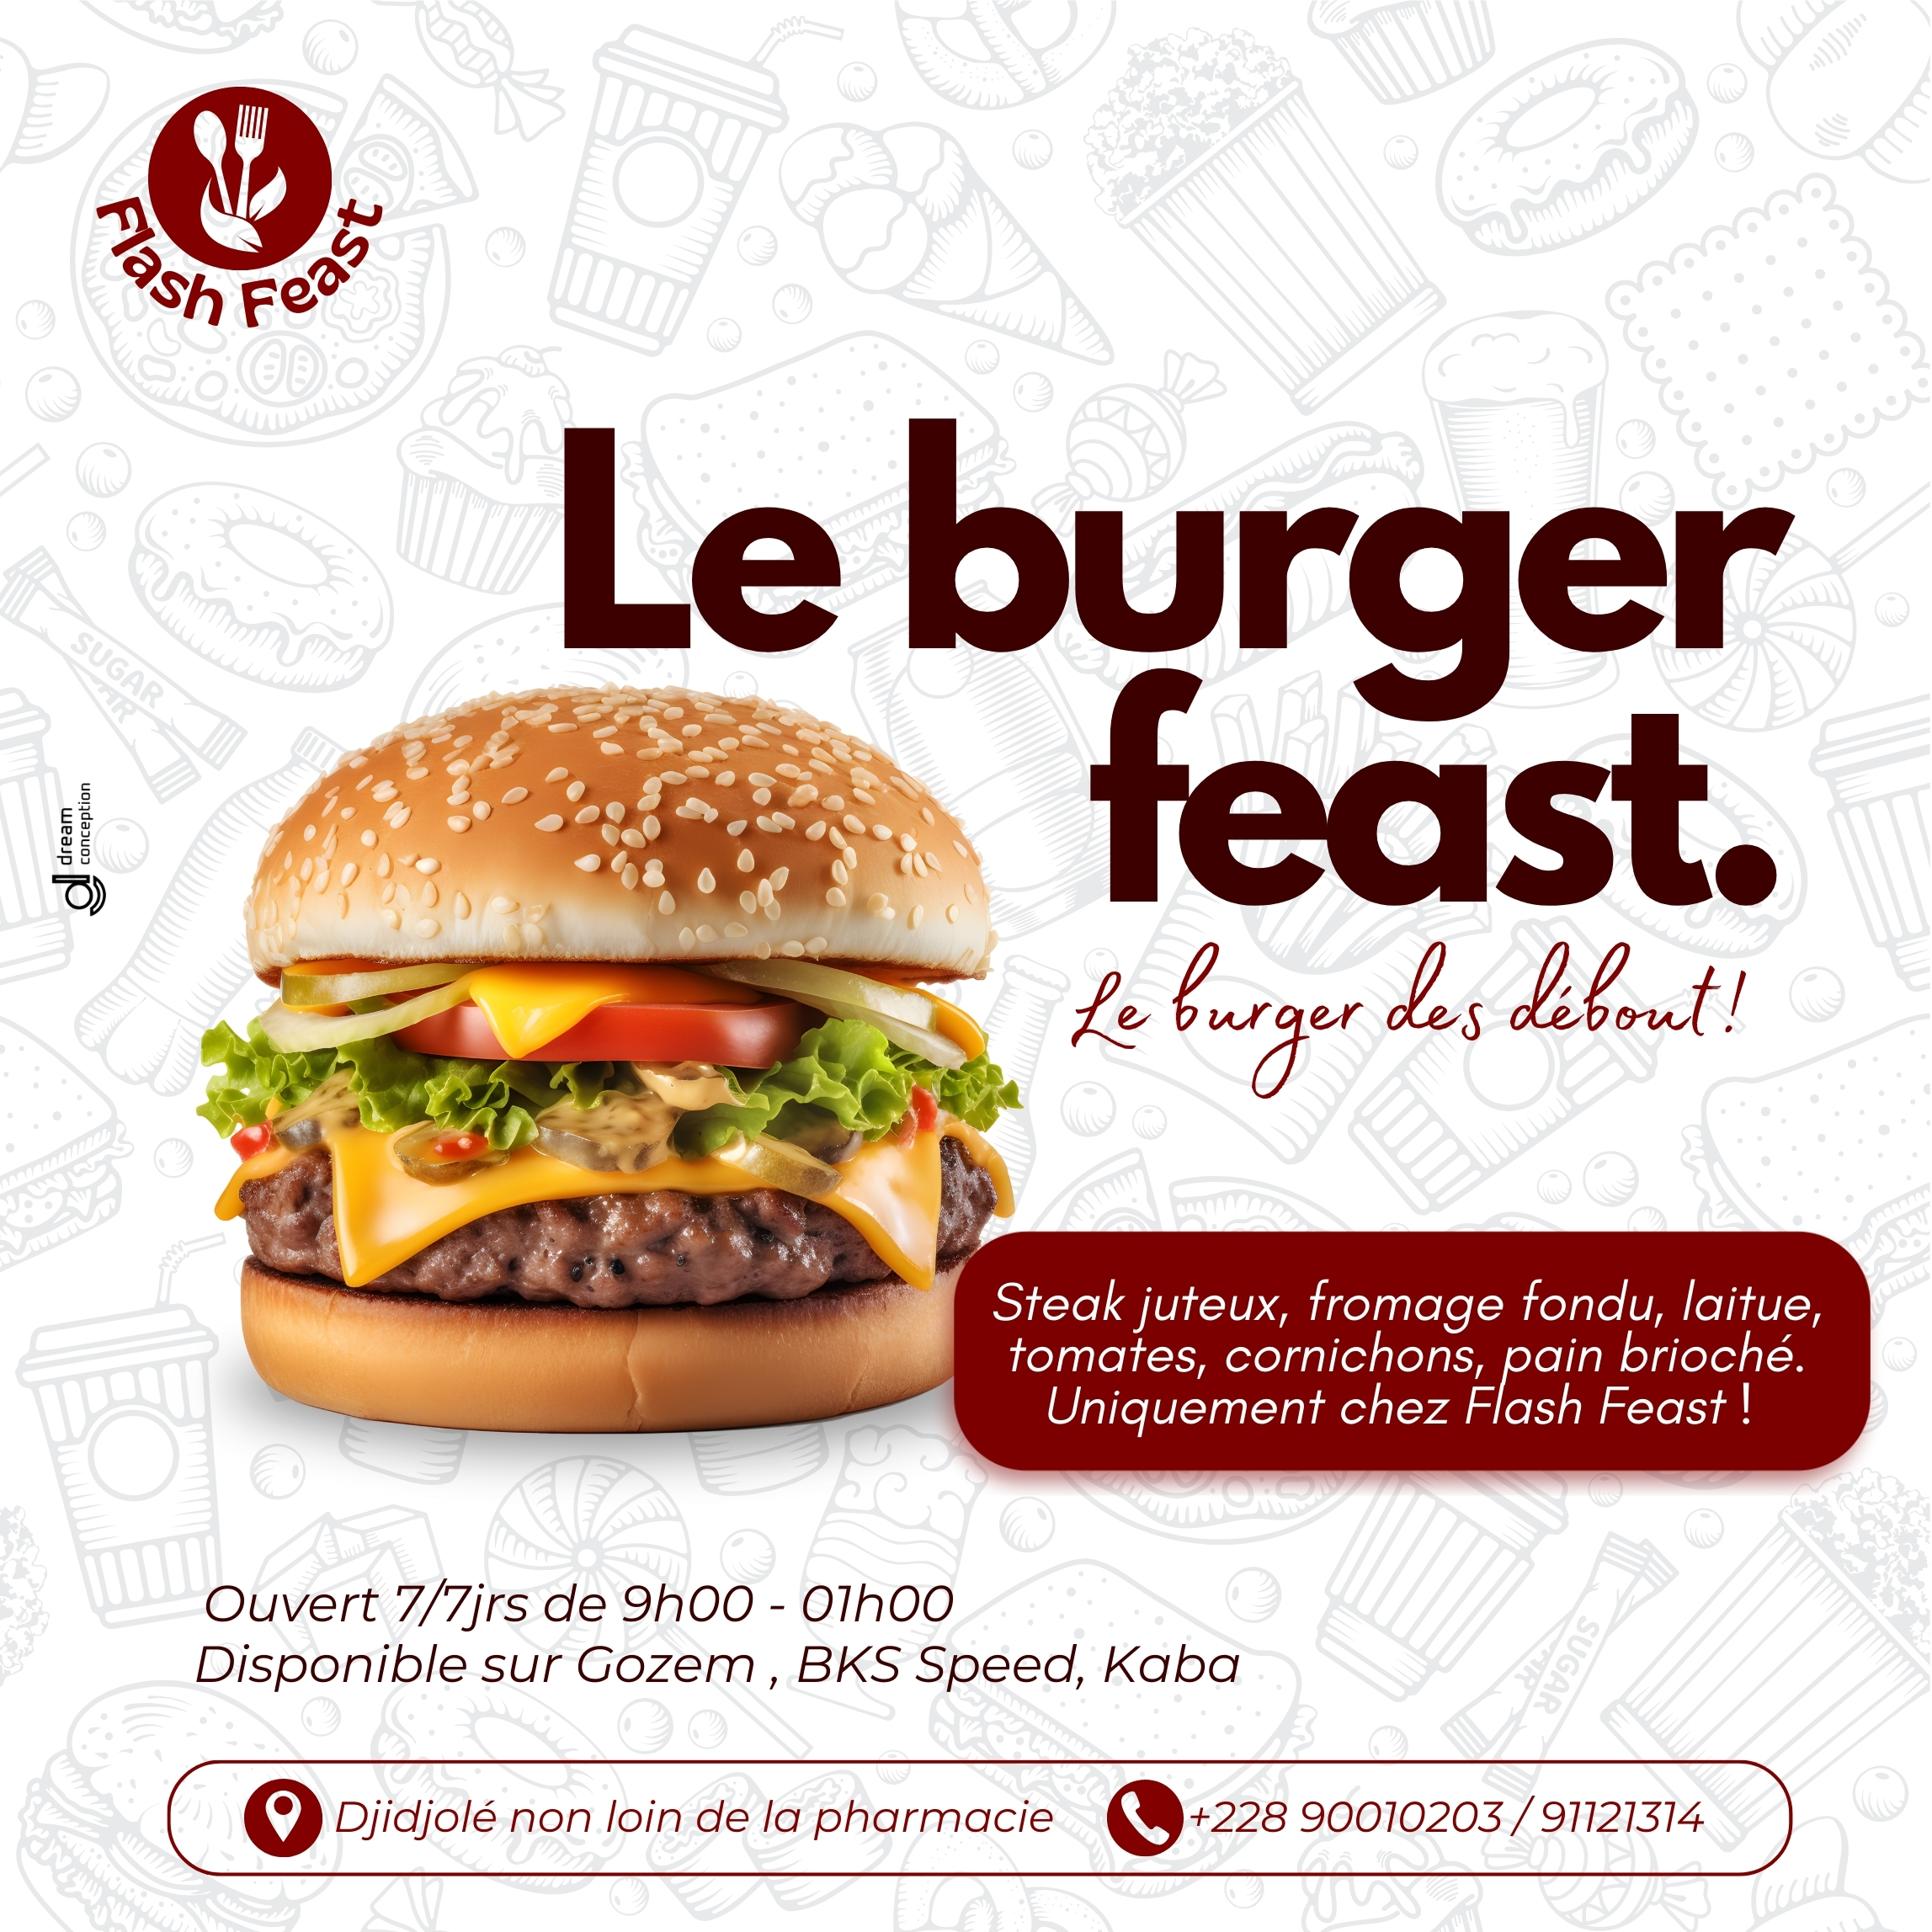 Flash Feast
Le burger
feast.
Le burger des débout!
dream
conception
Steak juteux, fromage fondu, laitue,
tomates, cornichons, pain brioché.
Uniquement chez Flash Feast !
Ouvert 7/7jrs de 9h00 - 01h00
Disponible sur Gozem , BKS Speed, Kaba
Djidjolé non loin de la pharmacie
+228 90010203 / 91121314
SUGAR
SUGAR